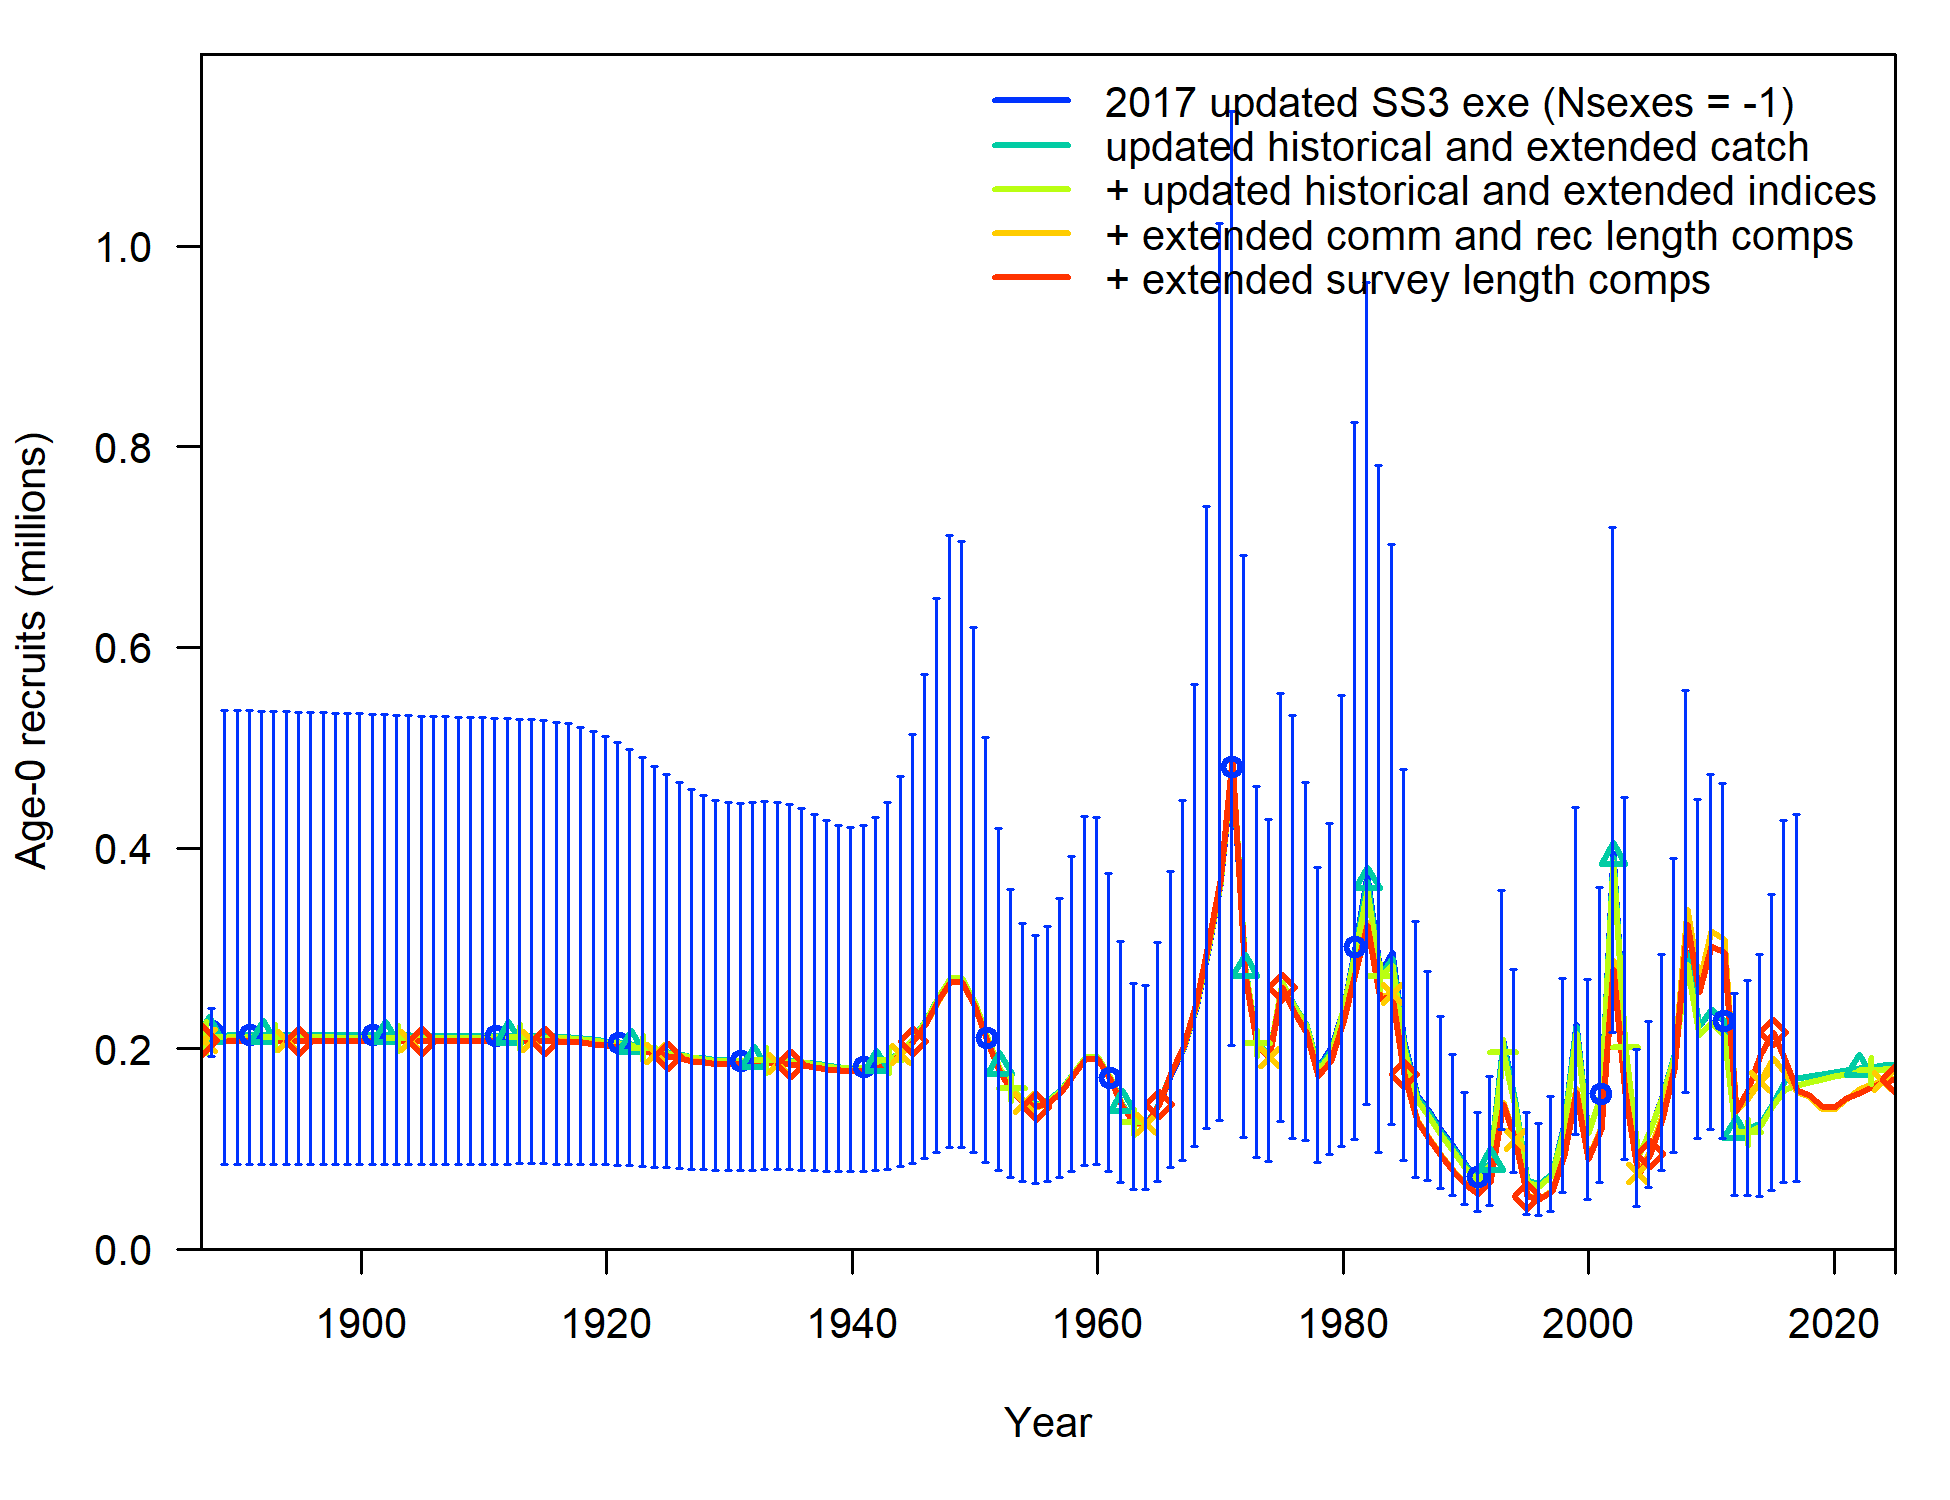 2017 updated SS3 exe (Nsexes = -1)
updated historical and extended catch
+ updated historical and extended indices
+ extended comm and rec length comps
+ extended survey length comps
Age-0 recruits (millions)
1.0
0.8
0.6
0.4
0.2
0.0
1900 1920 1940 1960 1980 2000 2020
Year